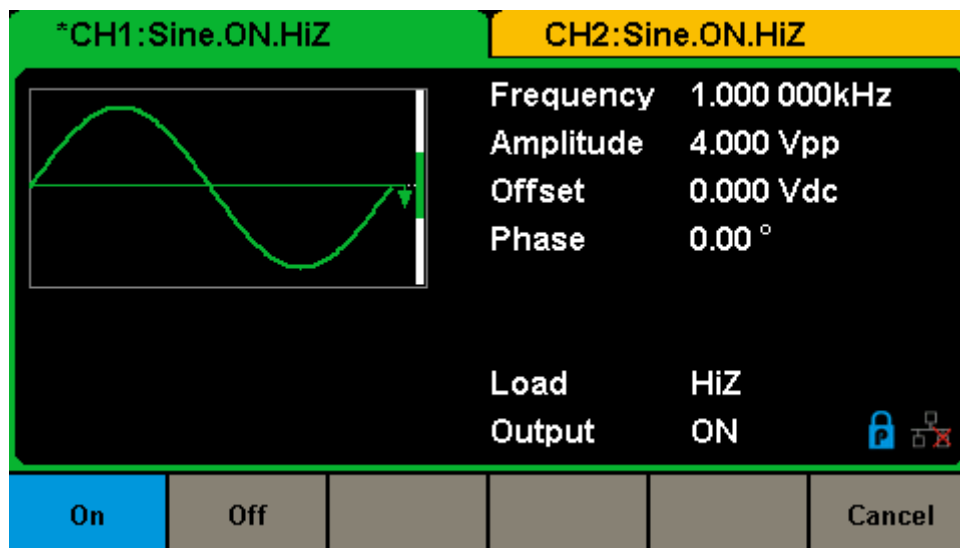 *CH1:Sine.ON.HiZ
CH2:Sine.ON.HiZ
Frequency 1.000 000kHz
Amplitude 4.000 Vpp
Offset 0.000 Vdc
Phase 0.00 °
Load HiZ
Output ON
P
On Off Cancel